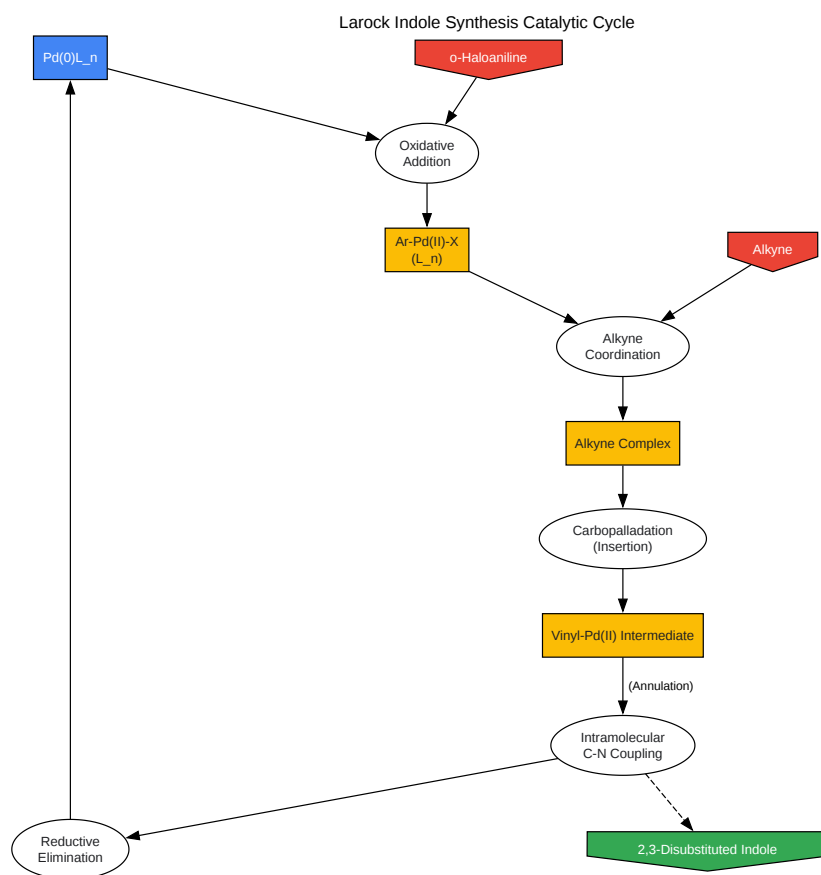 Larock Indole Synthesis Catalytic Cycle
Pd(0)L_n
o-Haloaniline
Oxidative
Addition
Ar-Pd(II)-X
(L_n)
Alkyne
Alkyne
Coordination
Alkyne Complex
Carbopalladation
(Insertion)
Vinyl-Pd(II) Intermediate
(Annulation)
Intramolecular
C-N Coupling
Reductive
Elimination
2,3-Disubstituted Indole